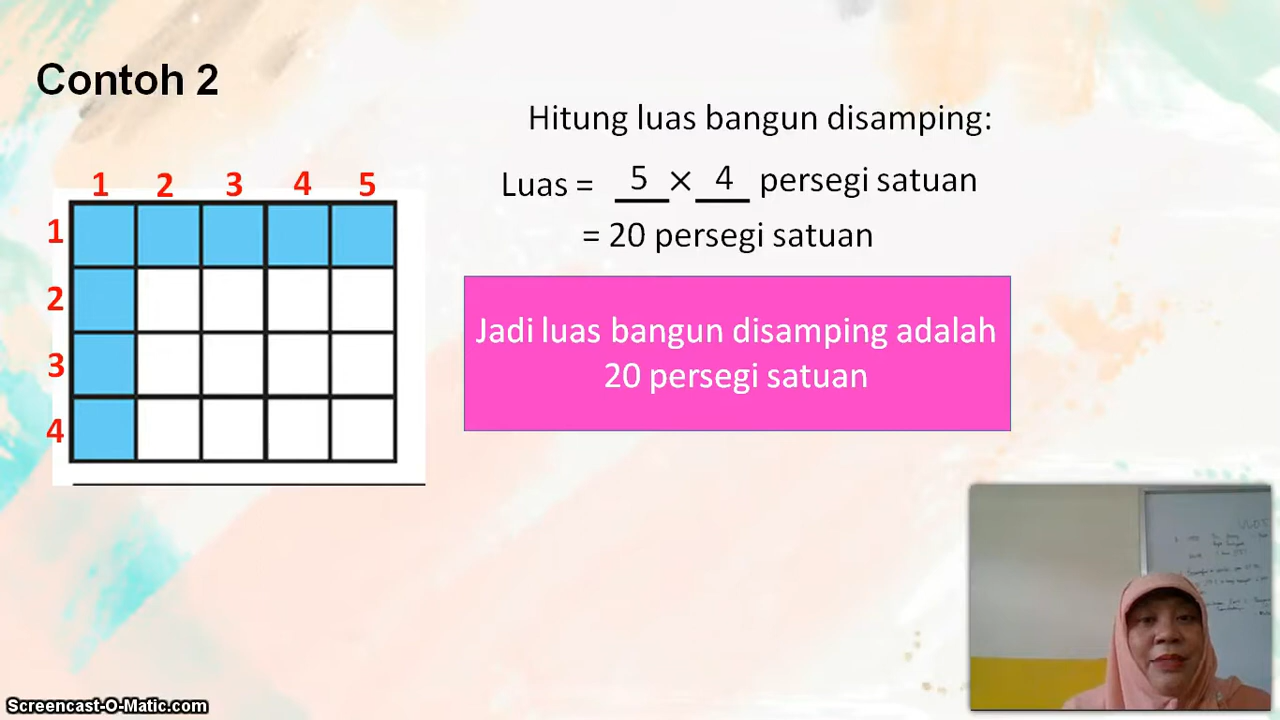 Contoh 2
Hitung luas bangun disamping:
1 2 3 4 5
Luas = 5 × 4 persegi satuan
1
= 20 persegi satuan
2
Jadi luas bangun disamping adalah
3
20 persegi satuan
4
Screencast-O-Matic.com